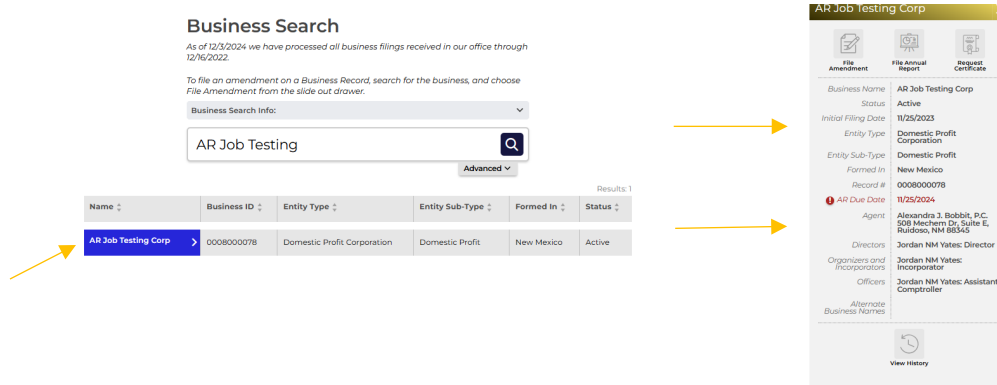 Business Search
As of 12/3/2024 we have processed all business filings received in our office through
12/16/2022.
To file an amendment on a Business Record, search for the business, and choose
File Amendment from the slide out drawer.
Business Search Info:
AR Job Testing
Advanced
Results: 1
Name Business ID Entity Type Entity Sub-Type Formed In Status
AR Job Testing Corp 0008000078 Domestic Profit Corporation Domestic Profit New Mexico Active
AR Job Testing Corp
File
Amendment
File Annual
Report
Request
Certificate
Business Name AR Job Testing Corp
Status Active
Initial Filing Date 11/25/2023
Entity Type Domestic Profit
Corporation
Entity Sub-Type Domestic Profit
Formed In New Mexico
Record # 0008000078
AR Due Date 11/25/2024
Agent Alexandra J. Bobbit, P.C.
508 Mechem Dr, Suite E,
Ruidoso, NM 88345
Directors Jordan NM Yates: Director
Organizers and
Incorporators
Jordan NM Yates:
Incorporator
Officers Jordan NM Yates: Assistant
Comptroller
Alternate
Business Names
View History